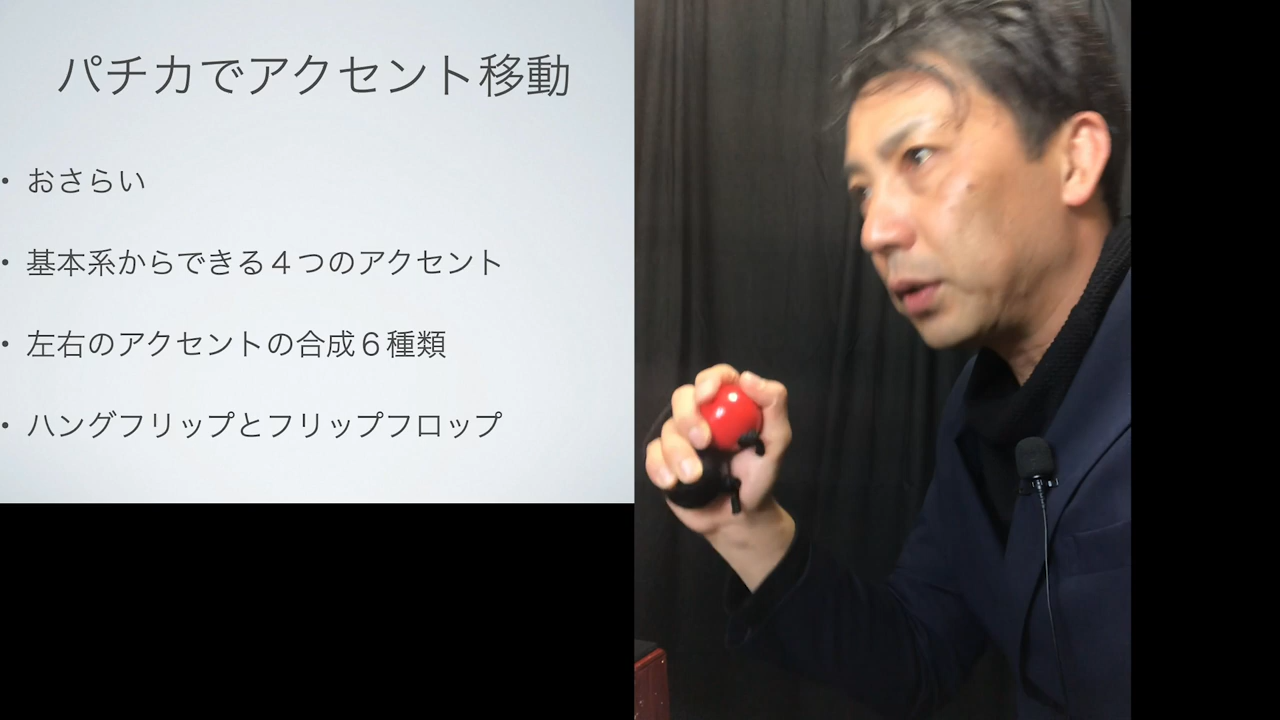 パチカでアクセント移動
・おさらい
・基本系からできる４つのアクセント
・左右のアクセントの合成６種類
・ハングフリップとフリップフロップ